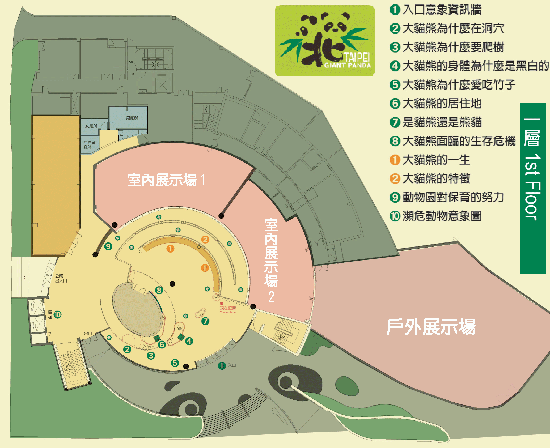 TAIPEI
GIANT PANDA
❶ 入口意象資訊牆
❷ 大貓熊為什麼在洞穴
❸ 大貓熊為什麼要爬樹
❹ 大貓熊的身體為什麼是黑白的
❺ 大貓熊為什麼愛吃竹子
❻ 大貓熊的居住地
❼ 是貓熊還是熊貓
❽ 大貓熊面臨的生存危機
❶ 大貓熊的一生
❷ 大貓熊的特徵
❾ 動物園對保育的努力
❿ 瀕危動物意象圖
一層 1st Floor
室內展示場 1
室內展示場 2
戶外展示場